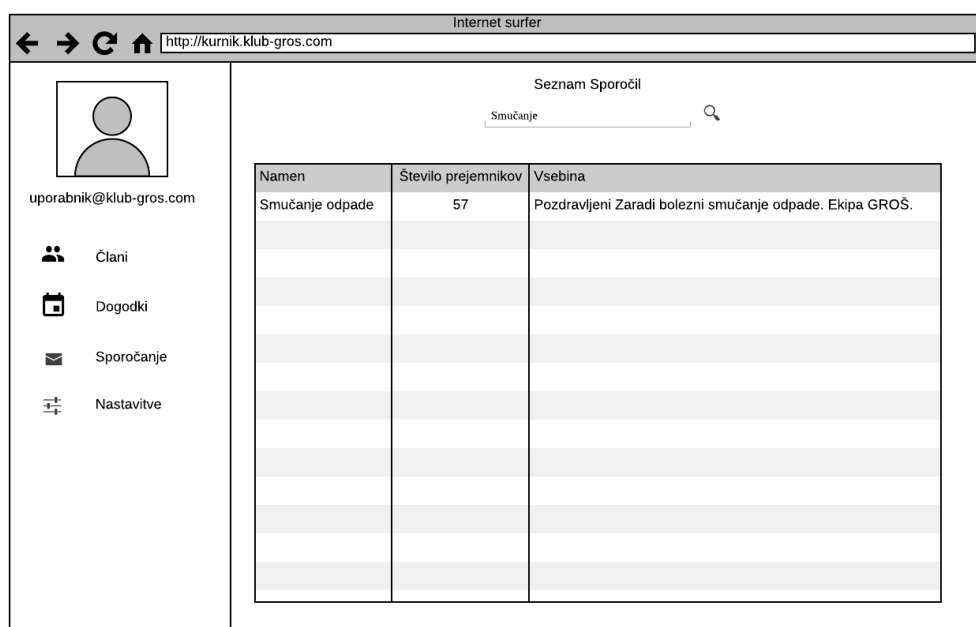 Internet surfer
http://kurnik.klub-gros.com
uporabnik@klub-gros.com
Člani
Dogodki
Sporočanje
Nastavitve
Seznam Sporočil
Smučanje
Namen Število prejemnikov Vsebina
Smučanje odpade 57 Pozdravljeni Zaradi bolezni smučanje odpade. Ekipa GROŠ.